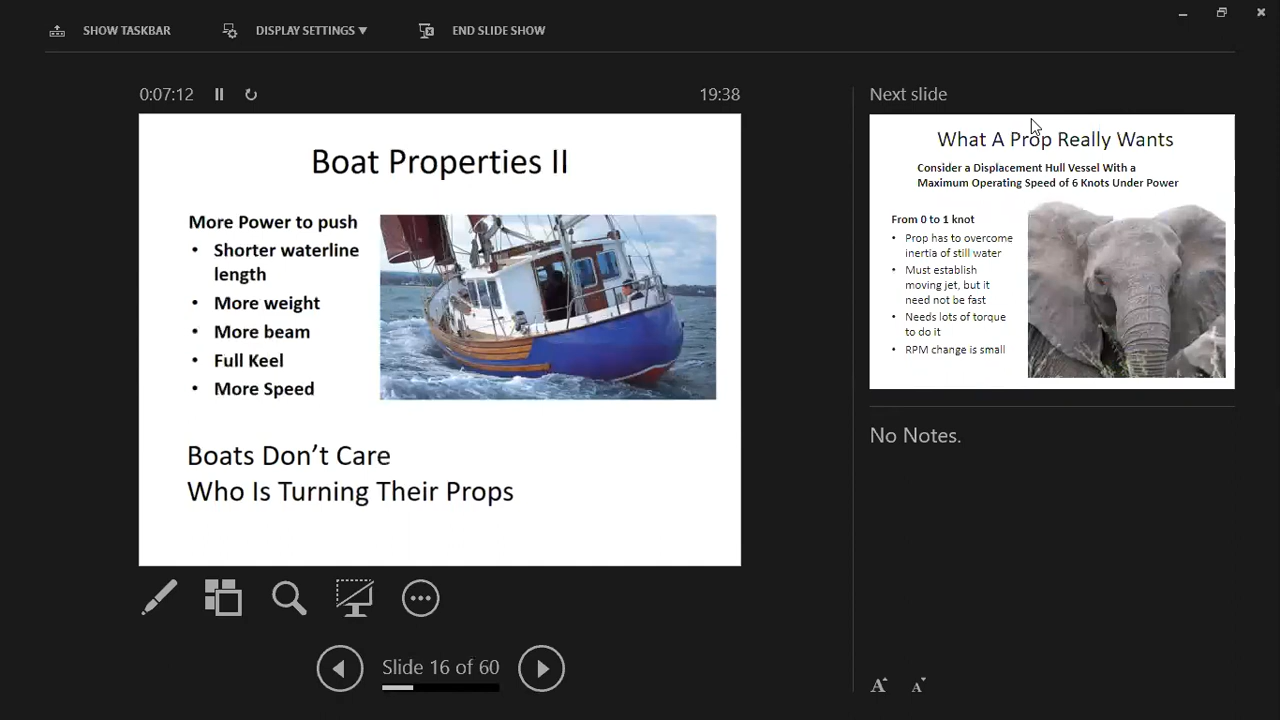 SHOW TASKBAR
DISPLAY SETTINGS ▼
END SLIDE SHOW
0:07:12
19:38
Boat Properties II
More Power to push
• Shorter waterline
length
• More weight
• More beam
• Full Keel
• More Speed
Boats Don’t Care
Who Is Turning Their Props
Slide 16 of 60
Next slide
What A Prop Really Wants
Consider a Displacement Hull Vessel With a
Maximum Operating Speed of 6 Knots Under Power
From 0 to 1 knot
• Prop has to overcome
inertia of still water
• Must establish
moving jet, but it
need not be fast
• Needs lots of torque
to do it
• RPM change is small
No Notes.
A A